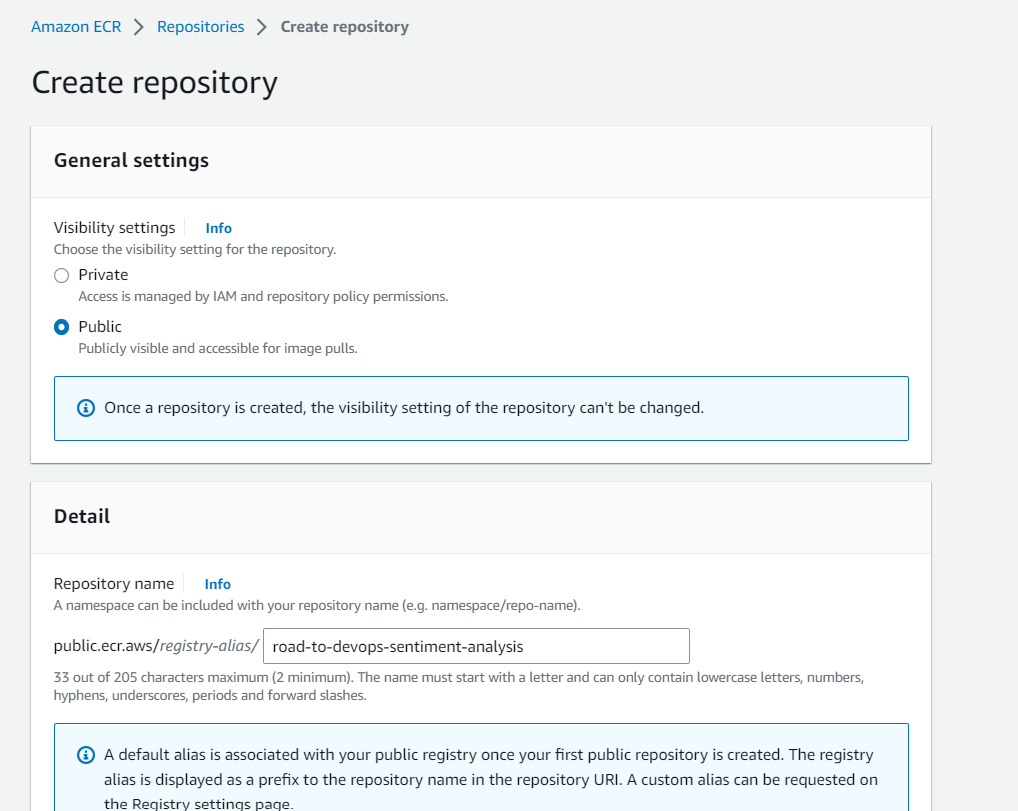 Amazon ECR > Repositories > Create repository
Create repository
General settings
Visibility settings Info
Choose the visibility setting for the repository.
Private
Access is managed by IAM and repository policy permissions.
Public
Publicly visible and accessible for image pulls.
Once a repository is created, the visibility setting of the repository can't be changed.
Detail
Repository name Info
A namespace can be included with your repository name (e.g. namespace/repo-name).
public.ecr.aws/registry-alias/ road-to-devops-sentiment-analysis
33 out of 205 characters maximum (2 minimum). The name must start with a letter and can only contain lowercase letters, numbers,
hyphens, underscores, periods and forward slashes.
A default alias is associated with your public registry once your first public repository is created. The registry
alias is displayed as a prefix to the repository name in the repository URI. A custom alias can be requested on
the Registry settings page.